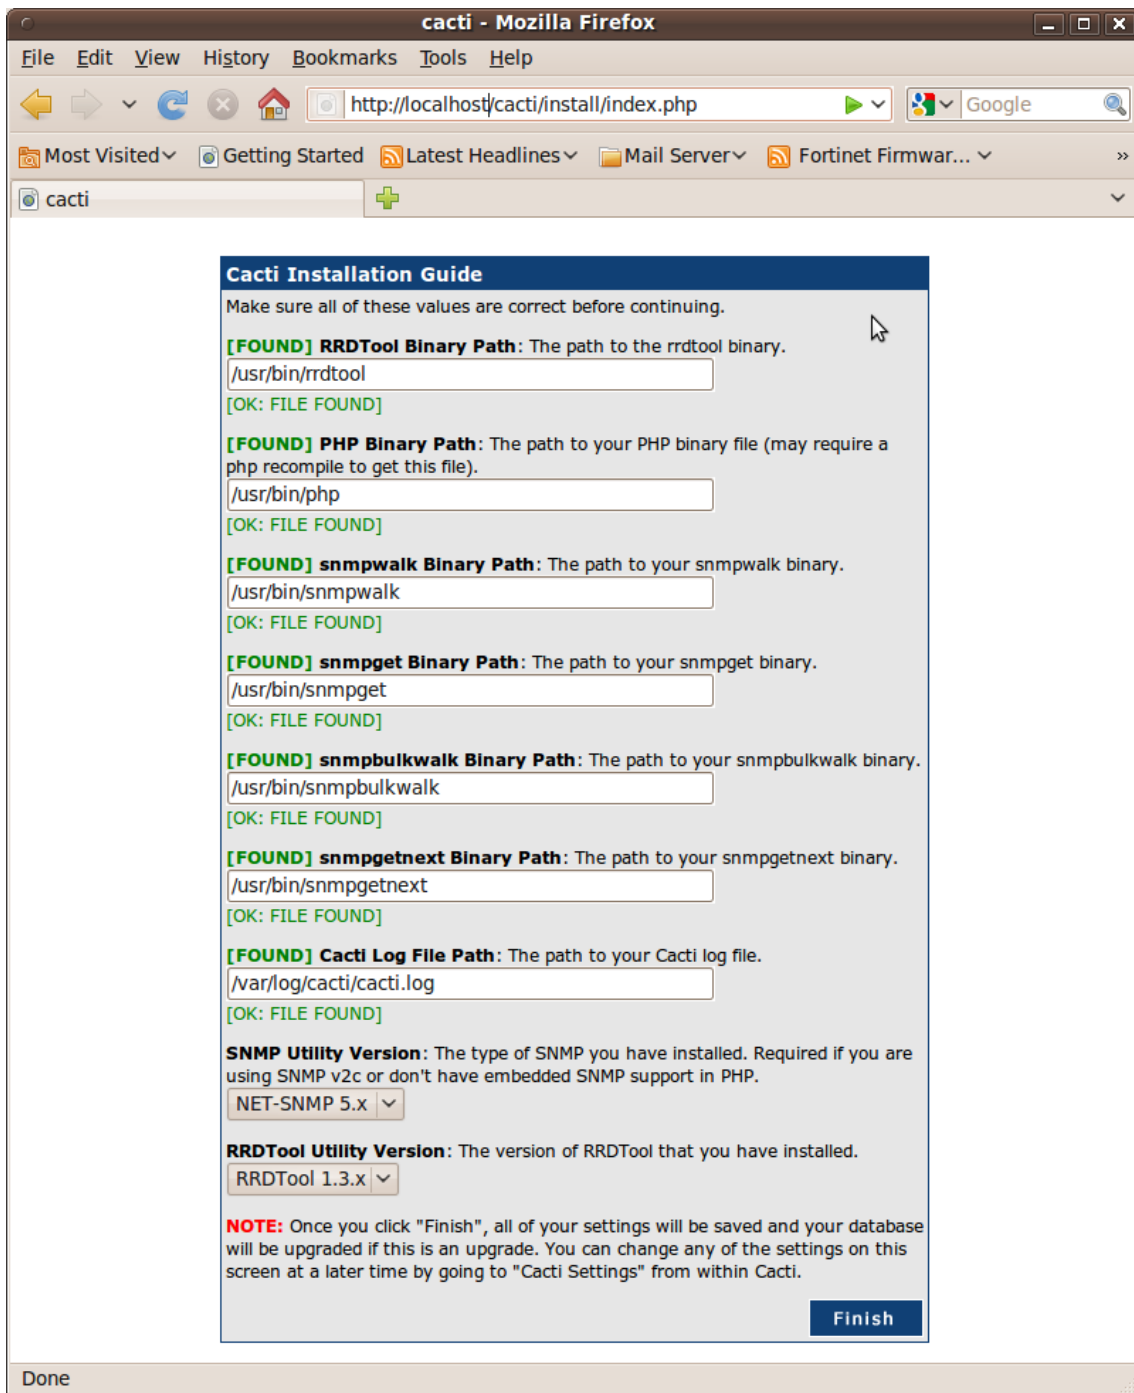 cacti - Mozilla Firefox
File Edit View History Bookmarks Tools Help
http://localhost/cacti/install/index.php Google
Most Visited Getting Started Latest Headlines Mail Server Fortinet Firmwar... »
cacti
Cacti Installation Guide
Make sure all of these values are correct before continuing.
[FOUND] RRDTool Binary Path: The path to the rrdtool binary.
/usr/bin/rrdtool
[OK: FILE FOUND]
[FOUND] PHP Binary Path: The path to your PHP binary file (may require a
php recompile to get this file).
/usr/bin/php
[OK: FILE FOUND]
[FOUND] snmpwalk Binary Path: The path to your snmpwalk binary.
/usr/bin/snmpwalk
[OK: FILE FOUND]
[FOUND] snmpget Binary Path: The path to your snmpget binary.
/usr/bin/snmpget
[OK: FILE FOUND]
[FOUND] snmpbulkwalk Binary Path: The path to your snmpbulkwalk binary.
/usr/bin/snmpbulkwalk
[OK: FILE FOUND]
[FOUND] snmpgetnext Binary Path: The path to your snmpgetnext binary.
/usr/bin/snmpgetnext
[OK: FILE FOUND]
[FOUND] Cacti Log File Path: The path to your Cacti log file.
/var/log/cacti/cacti.log
[OK: FILE FOUND]
SNMP Utility Version: The type of SNMP you have installed. Required if you are
using SNMP v2c or don't have embedded SNMP support in PHP.
NET-SNMP 5.x
RRDTool Utility Version: The version of RRDTool that you have installed.
RRDTool 1.3.x
NOTE: Once you click "Finish", all of your settings will be saved and your database
will be upgraded if this is an upgrade. You can change any of the settings on this
screen at a later time by going to "Cacti Settings" from within Cacti.
Finish
Done